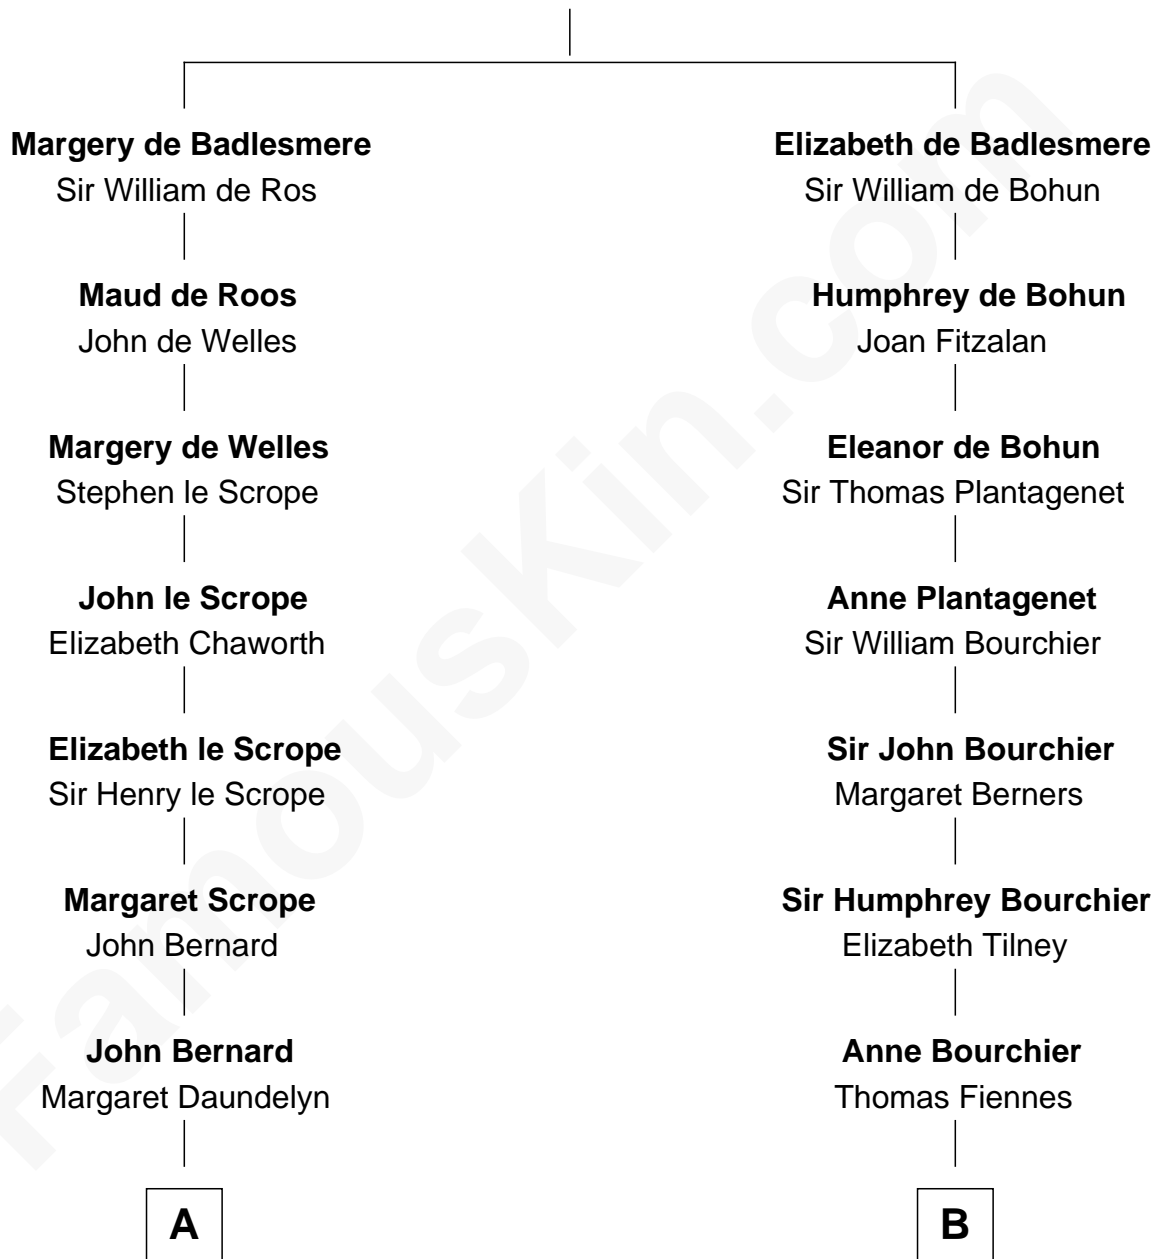 Margery de Badlesmere
Sir William de Ros
Maud de Roos
John de Welles
Margery de Welles
Stephen le Scrope
John le Scrope
Elizabeth Chaworth
Elizabeth le Scrope
Sir Henry le Scrope
Margaret Scrope
John Bernard
John Bernard
Margaret Daundelyn
A
Elizabeth de Badlesmere
Sir William de Bohun
Humphrey de Bohun
Joan Fitzalan
Eleanor de Bohun
Sir Thomas Plantagenet
Anne Plantagenet
Sir William Bourchier
Sir John Bourchier
Margaret Berners
Sir Humphrey Bourchier
Elizabeth Tilney
Anne Bourchier
Thomas Fiennes
B
FamousKin.com